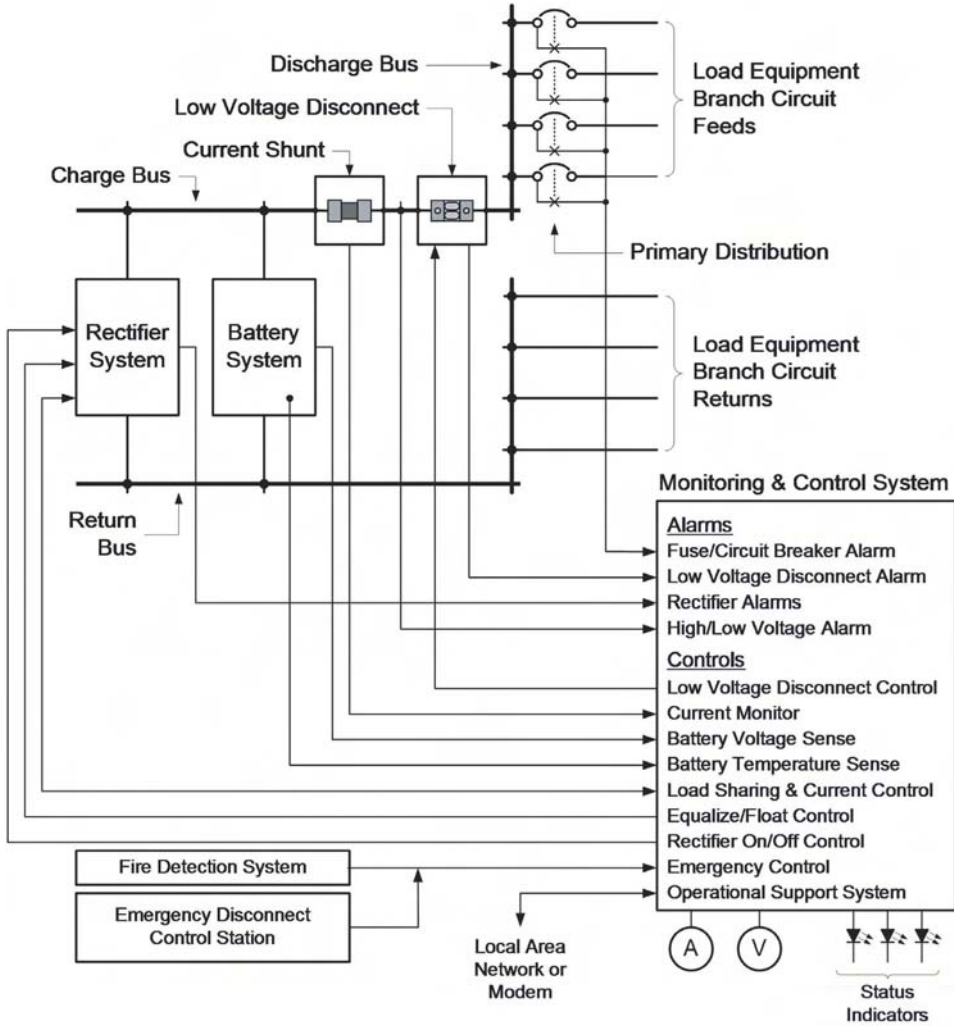 Discharge Bus
Low Voltage Disconnect
Current Shunt
Charge Bus
Load Equipment
Branch Circuit
Feeds
Primary Distribution
Rectifier
System
Battery
System
Load Equipment
Branch Circuit
Returns
Return
Bus
Monitoring & Control System
Alarms
Fuse/Circuit Breaker Alarm
Low Voltage Disconnect Alarm
Rectifier Alarms
High/Low Voltage Alarm
Controls
Low Voltage Disconnect Control
Current Monitor
Battery Voltage Sense
Battery Temperature Sense
Load Sharing & Current Control
Equalize/Float Control
Rectifier On/Off Control
Emergency Control
Operational Support System
Fire Detection System
Emergency Disconnect
Control Station
Local Area
Network or
Modem
A
V
Status
Indicators